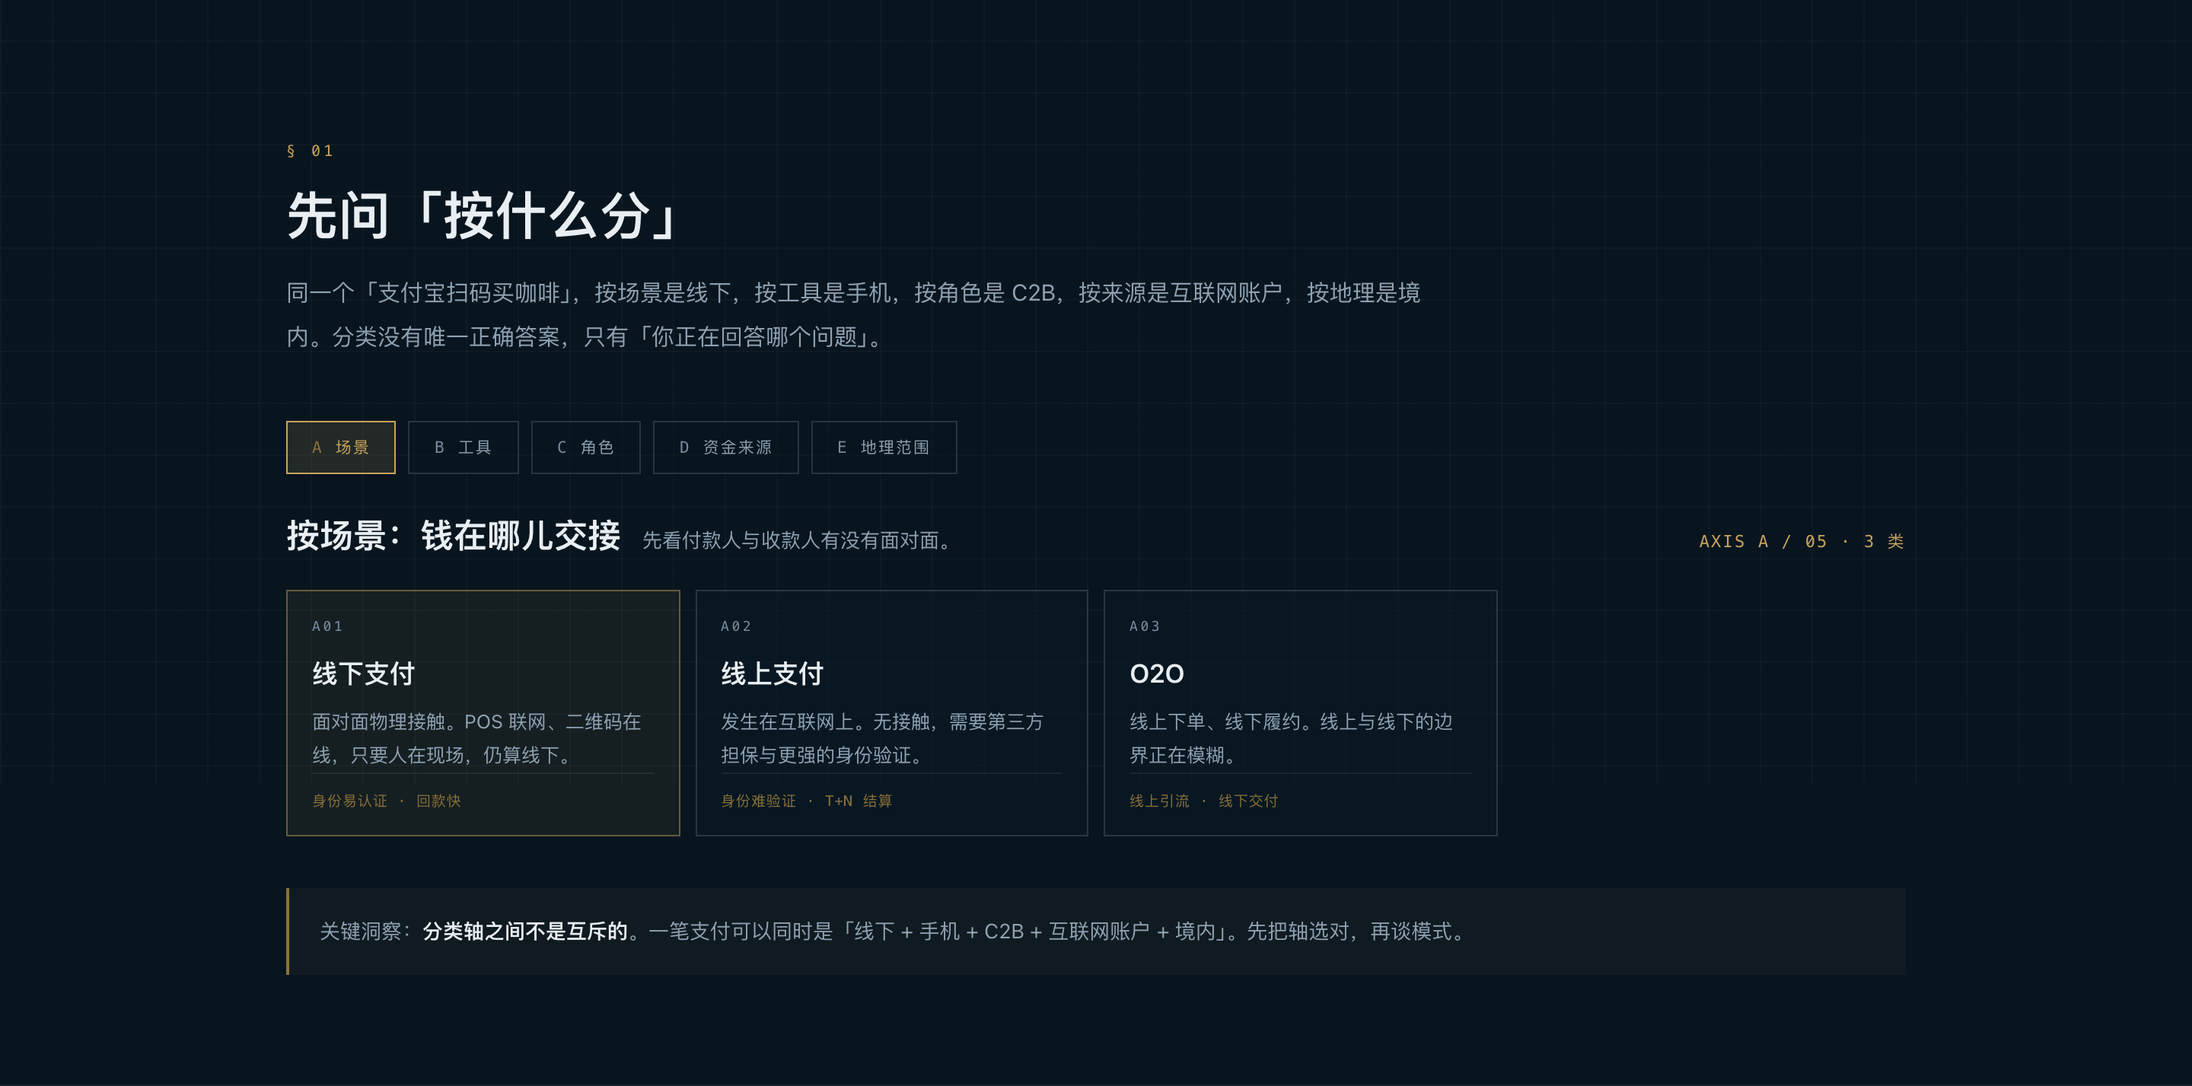 § 01
先问「按什么分」
同一个「支付宝扫码买咖啡」，按场景是线下，按工具是手机，按角色是 C2B，按来源是互联网账户，按地理是境
内。分类没有唯一正确答案，只有「你正在回答哪个问题」。
A 场景 B 工具 C 角色 D 资金来源 E 地理范围
按场景：钱在哪儿交接 先看付款人与收款人有没有面对面。 AXIS A / 05 · 3 类
A01
线下支付
面对面物理接触。POS 联网、二维码在
线，只要人在现场，仍算线下。
身份易认证 · 回款快
A02
线上支付
发生在互联网上。无接触，需要第三方
担保与更强的身份验证。
身份难验证 · T+N 结算
A03
O2O
线上下单、线下履约。线上与线下的边
界正在模糊。
线上引流 · 线下交付
关键洞察：分类轴之间不是互斥的。一笔支付可以同时是「线下 + 手机 + C2B + 互联网账户 + 境内」。先把轴选对，再谈模式。